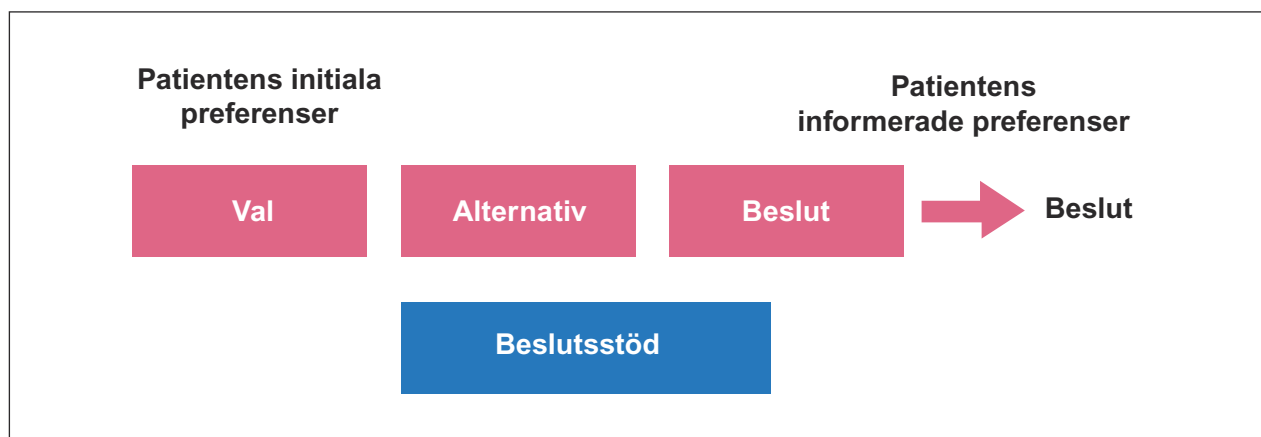 Patientens initiala
preferenser
Patientens
informerade preferenser
Val
Alternativ
Beslut
Beslut
Beslutsstöd